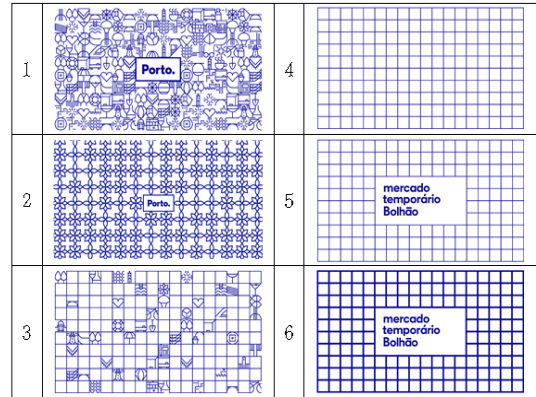 1
Porto.
4
2
Porto.
5
mercado
temporário
Bolhão
3
6
mercado
temporário
Bolhão